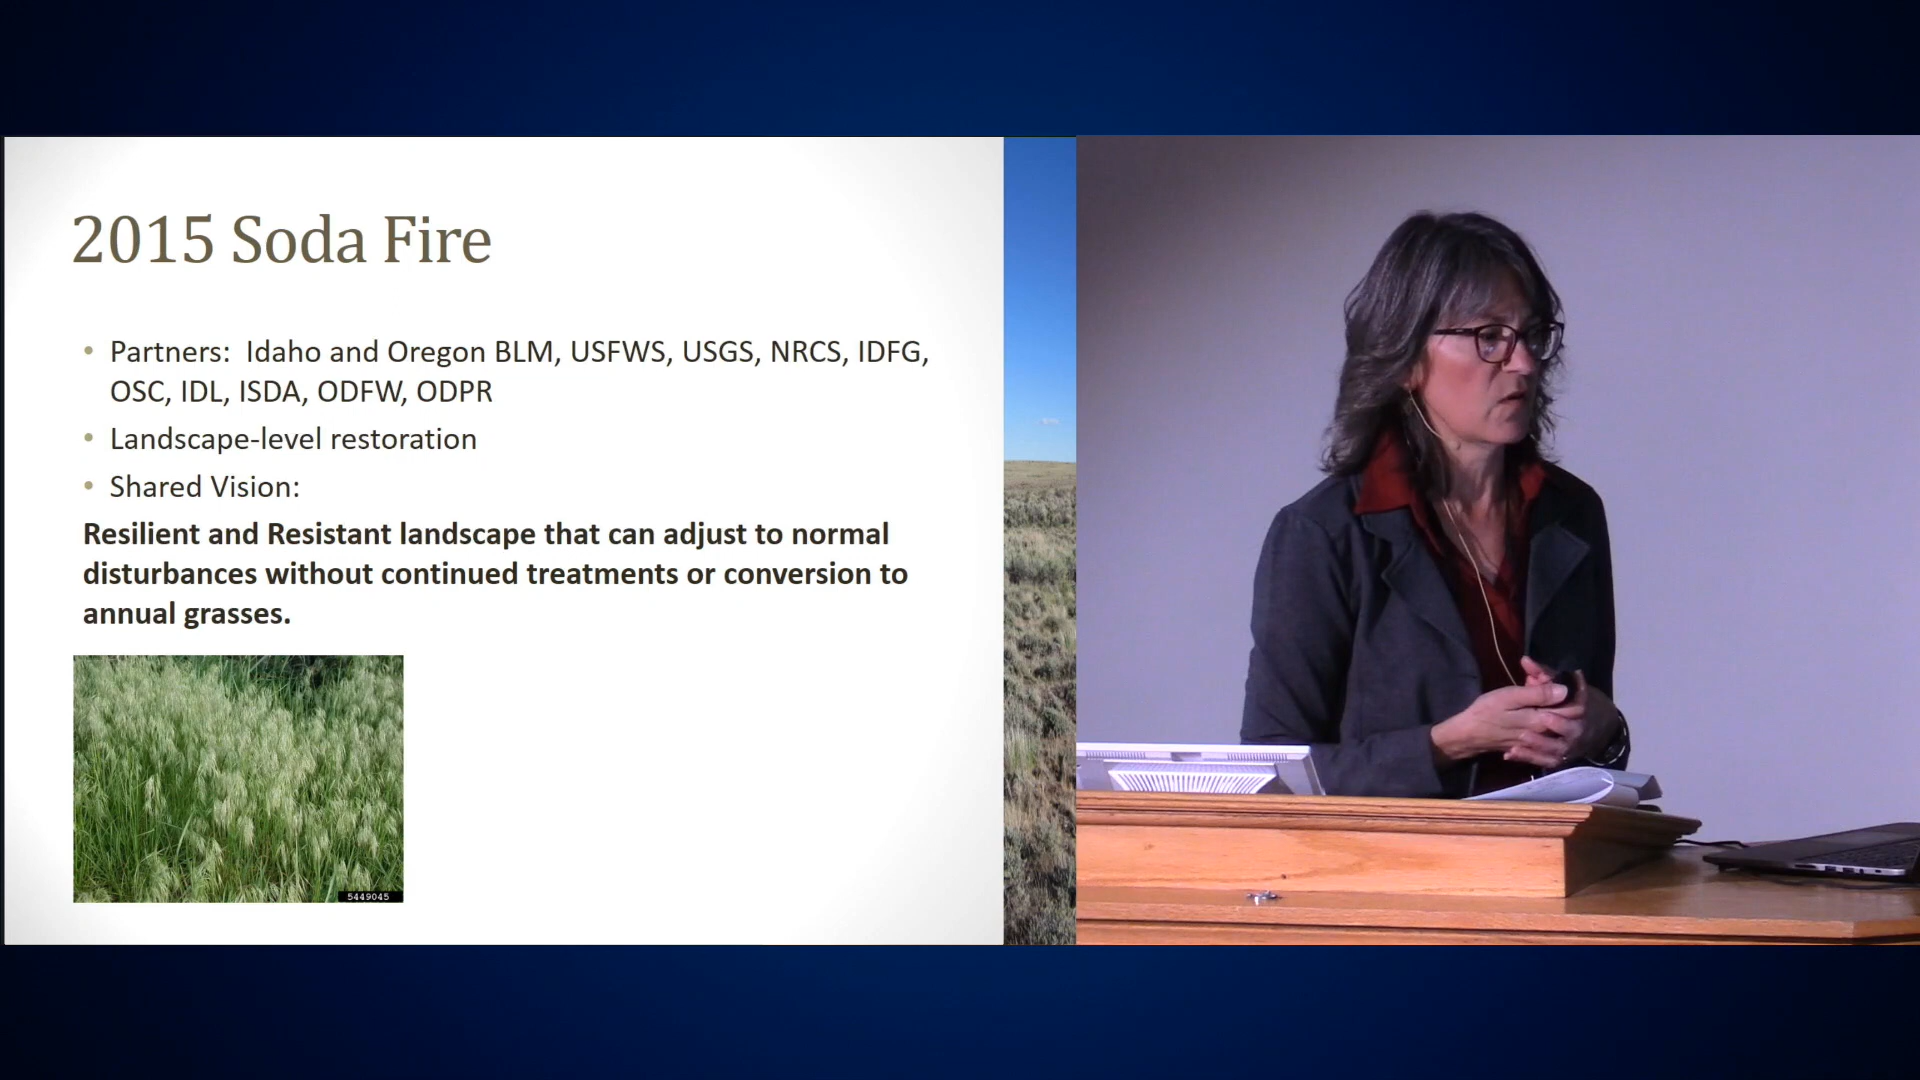 2015 Soda Fire
• Partners: Idaho and Oregon BLM, USFWS, USGS, NRCS, IDFG,
OSC, IDL, ISDA, ODFW, ODPR
• Landscape-level restoration
• Shared Vision:
Resilient and Resistant landscape that can adjust to normal
disturbances without continued treatments or conversion to
annual grasses.
5449045